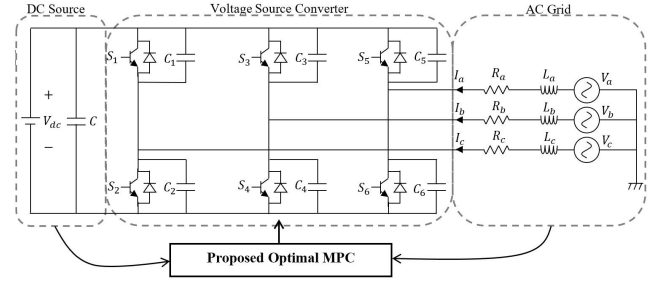 DC Source
Voltage Source Converter
AC Grid
S1
C1
S3
C3
S5
C5
Ia
Ra
La
Va
+
Vdc
−
C
Ib
Rb
Lb
Vb
Ic
Rc
Lc
Vc
S2
C2
S4
C4
S6
C6
Proposed Optimal MPC